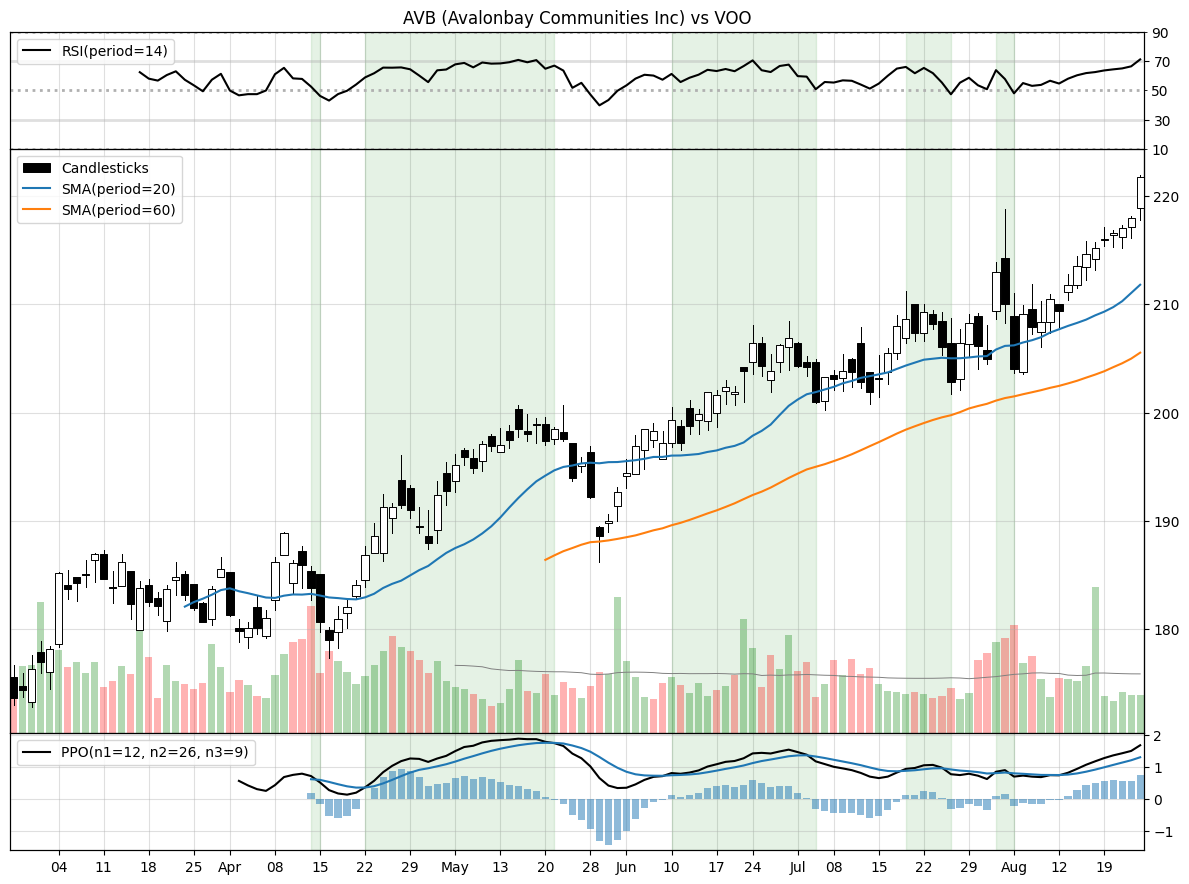 AVB (Avalonbay Communities Inc) vs VOO
RSI(period=14)
90
70
50
30
10
Candlesticks
SMA(period=20)
SMA(period=60)
220
210
200
190
180
PPO(n1=12, n2=26, n3=9)
2
1
0
−1
04 11 18 25 Apr 08 15 22 29 May 13 20 28 Jun 10 17 24 Jul 08 15 22 29 Aug 12 19